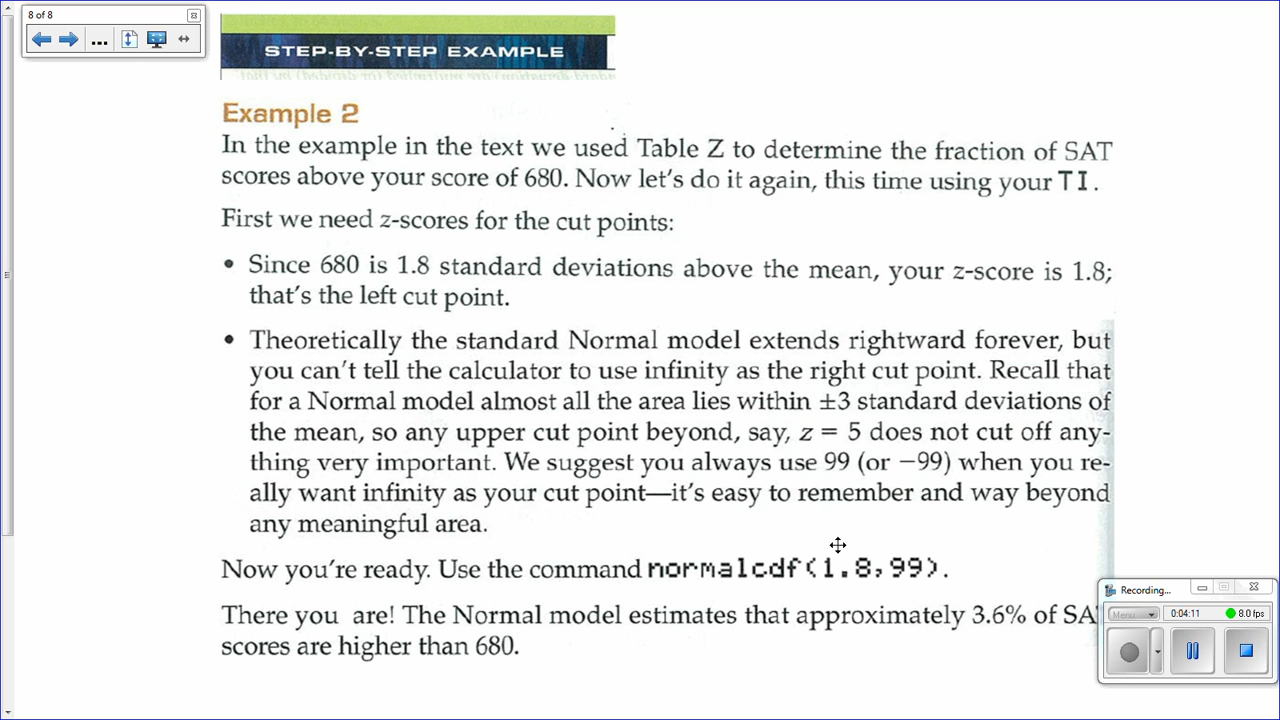 8 of 8
...
STEP-BY-STEP EXAMPLE
Example 2
In the example in the text we used Table Z to determine the fraction of SAT
scores above your score of 680. Now let's do it again, this time using your TI.
First we need z-scores for the cut points:
• Since 680 is 1.8 standard deviations above the mean, your z-score is 1.8;
that's the left cut point.
• Theoretically the standard Normal model extends rightward forever, but
you can't tell the calculator to use infinity as the right cut point. Recall that
for a Normal model almost all the area lies within ±3 standard deviations of
the mean, so any upper cut point beyond, say, z = 5 does not cut off any-
thing very important. We suggest you always use 99 (or −99) when you re-
ally want infinity as your cut point—it's easy to remember and way beyond
any meaningful area.
Now you're ready. Use the command normalcdf(1.8,99).
There you are! The Normal model estimates that approximately 3.6% of SA
scores are higher than 680.
Recording...
Menu
0:04:11
8.0 fps